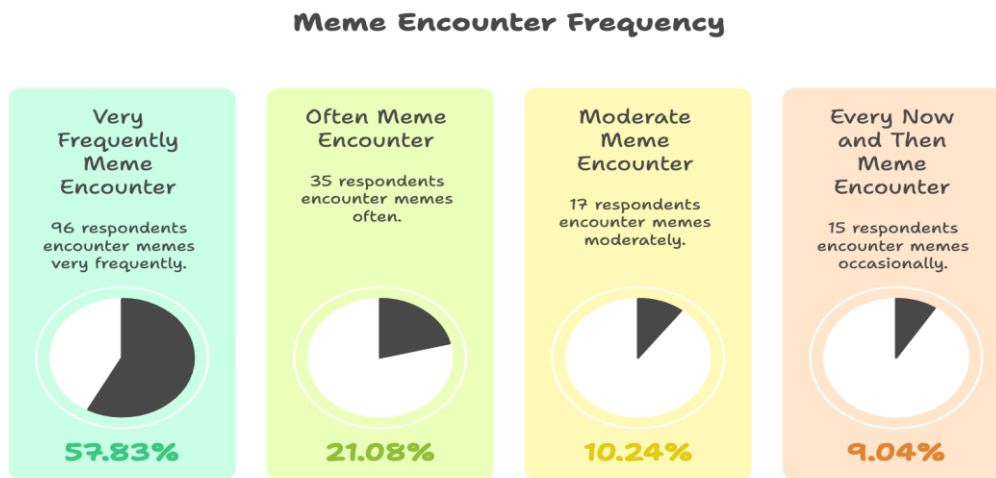 Meme Encounter Frequency
Very
Frequently
Meme
Encounter
96 respondents
encounter memes
very frequently.
57.83%
Often Meme
Encounter
35 respondents
encounter memes
often.
21.08%
Moderate
Meme
Encounter
17 respondents
encounter memes
moderately.
10.24%
Every Now
and Then
Meme
Encounter
15 respondents
encounter memes
occasionally.
9.04%